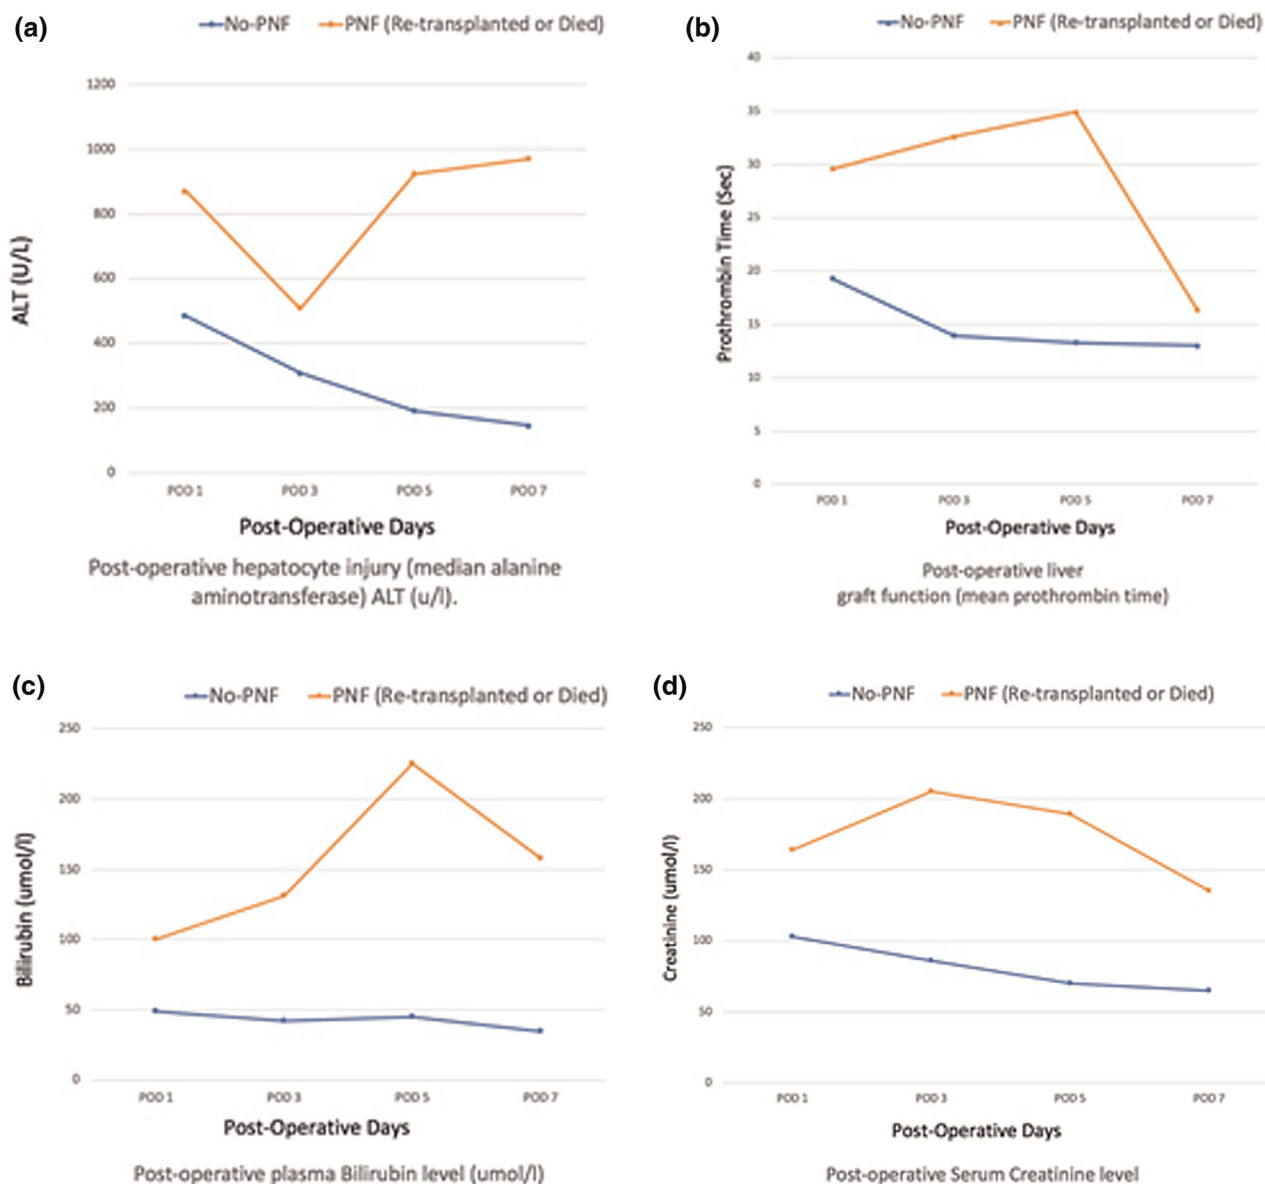 (a)
No-PNF PNF (Re-transplanted or Died)
1200
1000
800
600
400
200
0
ALT (U/L)
POD 1 POD 3 POD 5 POD 7
Post-Operative Days
Post-operative hepatocyte injury (median alanine
aminotransferase) ALT (u/l).
(b)
No-PNF PNF (Re-transplanted or Died)
40
35
30
25
20
15
10
5
0
Prothrombin Time (Sec)
POD 1 POD 3 POD 5 POD 7
Post-Operative Days
Post-operative liver
graft function (mean prothrombin time)
(c)
No-PNF PNF (Re-transplanted or Died)
250
200
150
100
50
0
Bilirubin (umol/l)
POD 1 POD 3 POD 5 POD 7
Post-Operative Days
Post-operative plasma Bilirubin level (umol/l)
(d)
No-PNF PNF (Re-transplanted or Died)
250
200
150
100
50
0
Creatinine (umol/l)
POD 1 POD 3 POD 5 POD 7
Post-Operative Days
Post-operative Serum Creatinine level